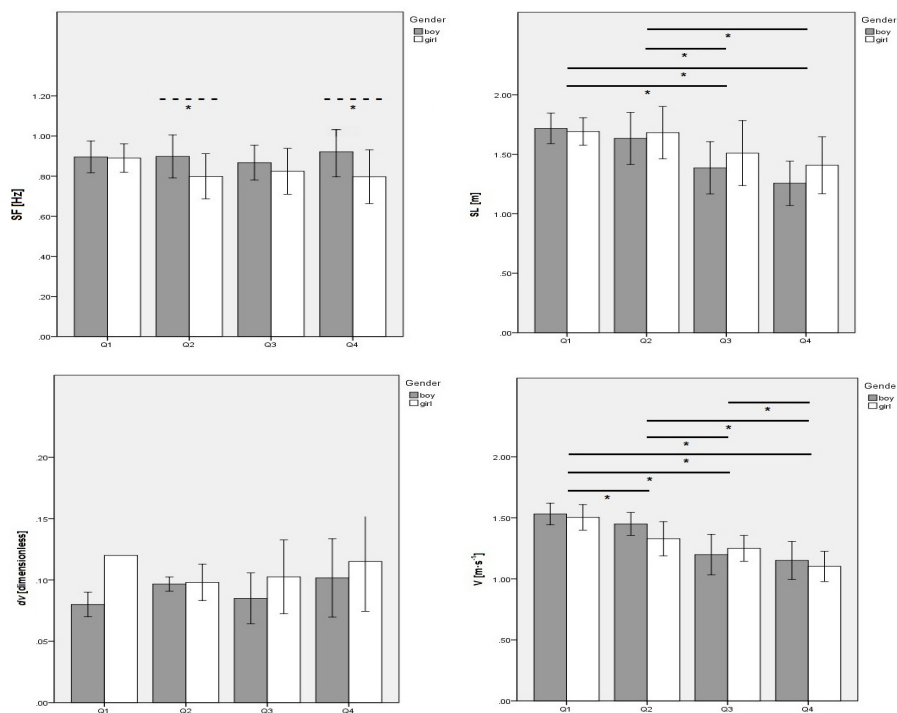 Gender
boy
girl
SF [Hz]
1.20
1.00
.80
.60
.40
.20
.00
*
*
Q1 Q2 Q3 Q4
Gender
boy
girl
SL [m]
2.00
1.50
1.00
.50
.00
*
*
*
*
Q1 Q2 Q3 Q4
Gender
boy
girl
dv [dimensionless]
.20
.15
.10
.05
.00
Q1 Q2 Q3 Q4
Gender
boy
girl
V [m·s⁻¹]
2.00
1.50
1.00
.50
.00
*
*
*
*
*
*
Q1 Q2 Q3 Q4